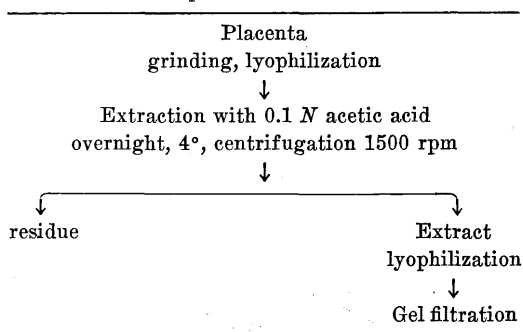 Placenta
grinding, lyophilization
↓
Extraction with 0.1 N acetic acid
overnight, 4°, centrifugation 1500 rpm
↓
residue
Extract
lyophilization
↓
Gel filtration